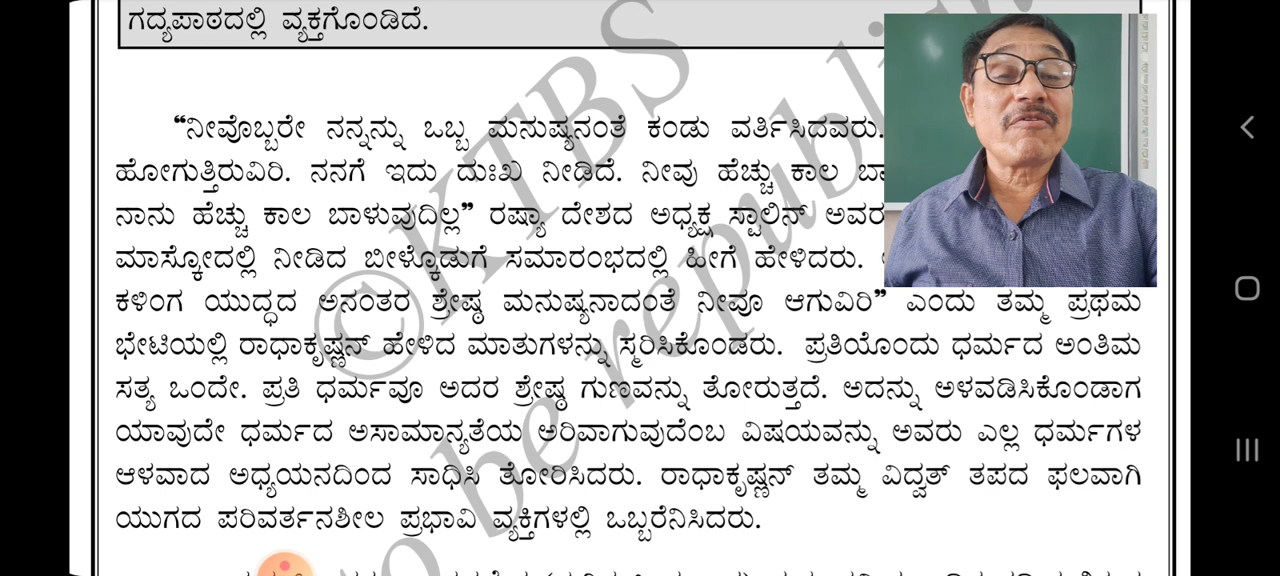 ಗದ್ಯಪಾಠದಲ್ಲಿ ವ್ಯಕ್ತಗೊಂಡಿದೆ.
“ನೀವೊಬ್ಬರೇ ನನ್ನನ್ನು ಒಬ್ಬ ಮನುಷ್ಯನಂತೆ ಕಂಡು ವರ್ತಿಸಿದವರು.
ಹೋಗುತ್ತಿರುವಿರಿ. ನನಗೆ ಇದು ದುಃಖ ನೀಡಿದೆ. ನೀವು ಹೆಚ್ಚು ಕಾಲ
ನಾನು ಹೆಚ್ಚು ಕಾಲ ಬಾಳುವುದಿಲ್ಲ” ರಷ್ಯಾ ದೇಶದ ಅಧ್ಯಕ್ಷ ಸ್ಟಾಲಿನ್ ಅವರ
ಮಾಸ್ಕೋದಲ್ಲಿ ನೀಡಿದ ಬೀಳ್ಕೊಡುಗೆ ಸಮಾರಂಭದಲ್ಲಿ ಹೀಗೆ ಹೇಳಿದರು.
ಕಳಿಂಗ ಯುದ್ಧದ ಅನಂತರ ಶ್ರೇಷ್ಠ ಮನುಷ್ಯನಾದಂತೆ ನೀವೂ ಆಗುವಿರಿ” ಎಂದು ತಮ್ಮ ಪ್ರಥಮ
ಭೇಟಿಯಲ್ಲಿ ರಾಧಾಕೃಷ್ಣನ್ ಹೇಳಿದ ಮಾತುಗಳನ್ನು ಸ್ಮರಿಸಿಕೊಂಡರು. ಪ್ರತಿಯೊಂದು ಧರ್ಮದ ಅಂತಿಮ
ಸತ್ಯ ಒಂದೇ. ಪ್ರತಿ ಧರ್ಮವೂ ಅದರ ಶ್ರೇಷ್ಠ ಗುಣವನ್ನು ತೋರುತ್ತದೆ. ಅದನ್ನು ಅಳವಡಿಸಿಕೊಂಡಾಗ
ಯಾವುದೇ ಧರ್ಮದ ಅಸಾಮಾನ್ಯತೆಯ ಅರಿವಾಗುವುದೆಂಬ ವಿಷಯವನ್ನು ಅವರು ಎಲ್ಲ ಧರ್ಮಗಳ
ಆಳವಾದ ಅಧ್ಯಯನದಿಂದ ಸಾಧಿಸಿ ತೋರಿಸಿದರು. ರಾಧಾಕೃಷ್ಣನ್ ತಮ್ಮ ವಿದ್ವತ್ ತಪದ ಫಲವಾಗಿ
ಯುಗದ ಪರಿವರ್ತನಶೀಲ ಪ್ರಭಾವಿ ವ್ಯಕ್ತಿಗಳಲ್ಲಿ ಒಬ್ಬರೆನಿಸಿದರು.
©KTBS
to be republi